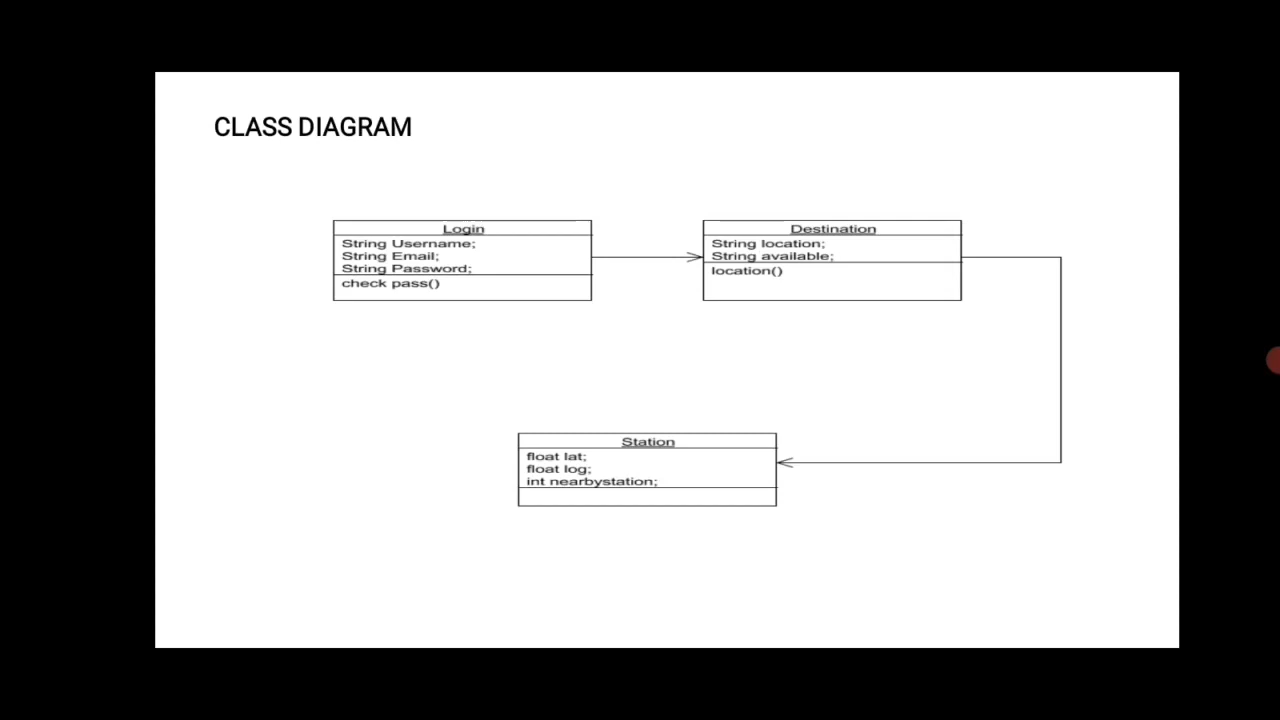 CLASS DIAGRAM
Login
String Username;
String Email;
String Password;
check pass()
Destination
String location;
String available;
location()
Station
float lat;
float log;
int nearbystation;